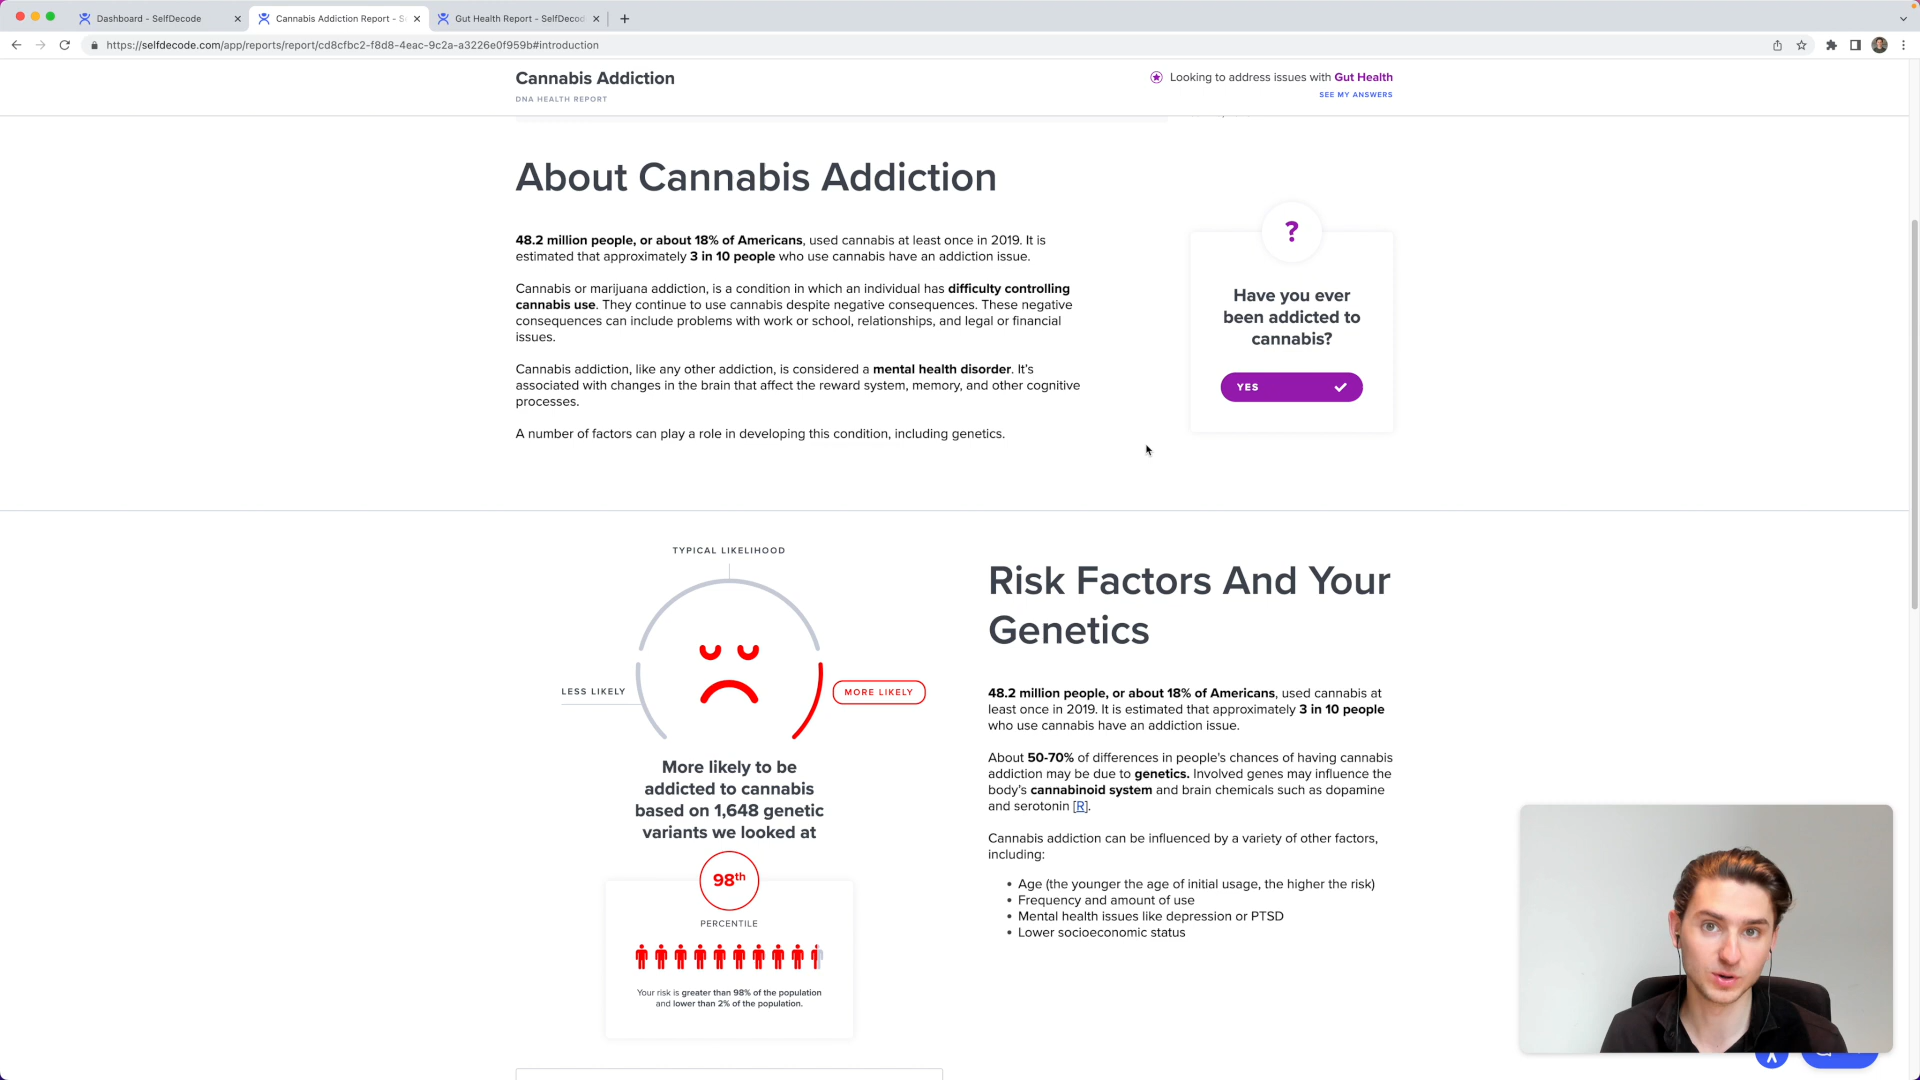 Dashboard - SelfDecode
Cannabis Addiction Report - S
Gut Health Report - SelfDecod
https://selfdecode.com/app/reports/report/cd8cfbc2-f8d8-4eac-9c2a-a3226e0f959b#introduction
Cannabis Addiction
DNA HEALTH REPORT
Looking to address issues with Gut Health
SEE MY ANSWERS
About Cannabis Addiction
48.2 million people, or about 18% of Americans, used cannabis at least once in 2019. It is
estimated that approximately 3 in 10 people who use cannabis have an addiction issue.
Cannabis or marijuana addiction, is a condition in which an individual has difficulty controlling
cannabis use. They continue to use cannabis despite negative consequences. These negative
consequences can include problems with work or school, relationships, and legal or financial
issues.
Cannabis addiction, like any other addiction, is considered a mental health disorder. It's
associated with changes in the brain that affect the reward system, memory, and other cognitive
processes.
A number of factors can play a role in developing this condition, including genetics.
?
Have you ever
been addicted to
cannabis?
YES
TYPICAL LIKELIHOOD
LESS LIKELY
MORE LIKELY
More likely to be
addicted to cannabis
based on 1,648 genetic
variants we looked at
98th
PERCENTILE
Your risk is greater than 98% of the population
and lower than 2% of the population.
Risk Factors And Your
Genetics
48.2 million people, or about 18% of Americans, used cannabis at
least once in 2019. It is estimated that approximately 3 in 10 people
who use cannabis have an addiction issue.
About 50-70% of differences in people's chances of having cannabis
addiction may be due to genetics. Involved genes may influence the
body's cannabinoid system and brain chemicals such as dopamine
and serotonin [R].
Cannabis addiction can be influenced by a variety of other factors,
including:
• Age (the younger the age of initial usage, the higher the risk)
• Frequency and amount of use
• Mental health issues like depression or PTSD
• Lower socioeconomic status